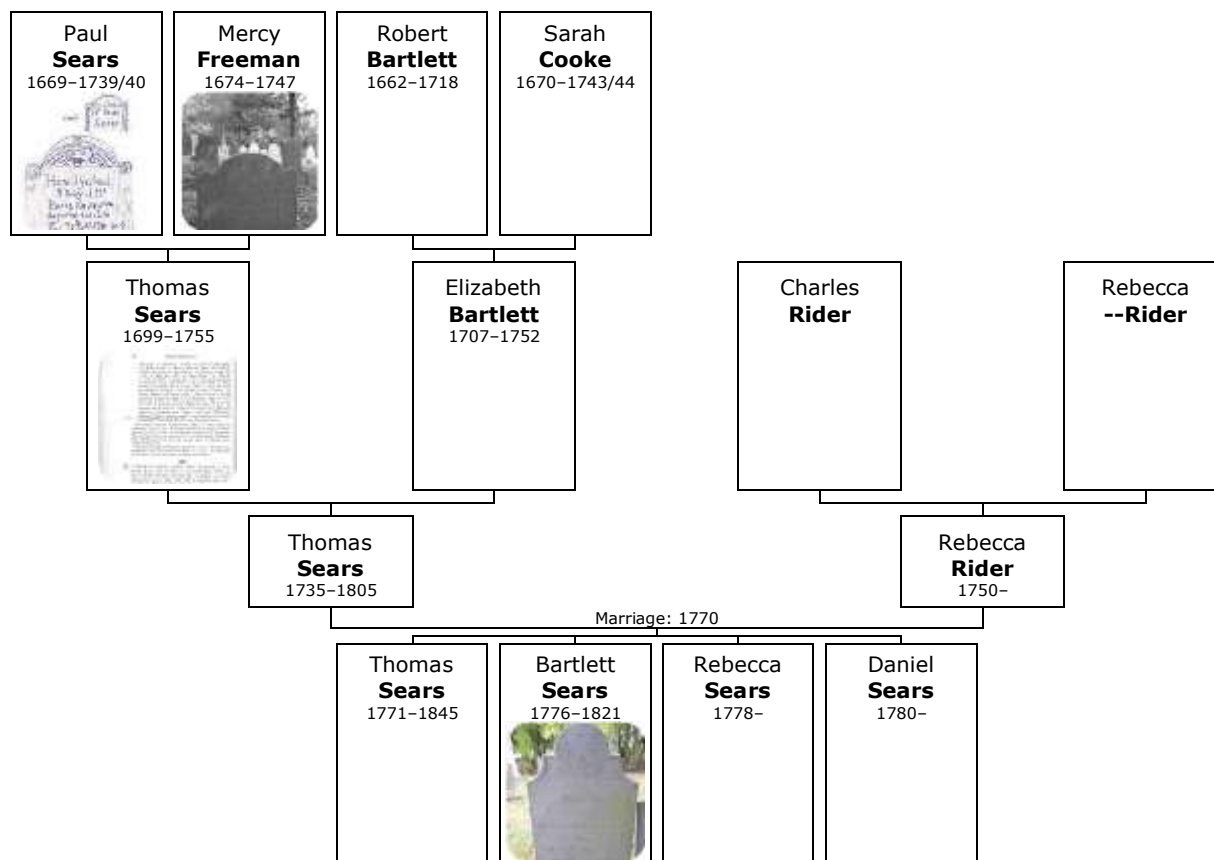 Paul
Sears
1669–1739/40
Mercy
Freeman
1674–1747
Robert
Bartlett
1662–1718
Sarah
Cooke
1670–1743/44
Thomas
Sears
1699–1755
Elizabeth
Bartlett
1707–1752
Charles
Rider
Rebecca
--Rider
Thomas
Sears
1735–1805
Rebecca
Rider
1750–
Marriage: 1770
Thomas
Sears
1771–1845
Bartlett
Sears
1776–1821
Rebecca
Sears
1778–
Daniel
Sears
1780–